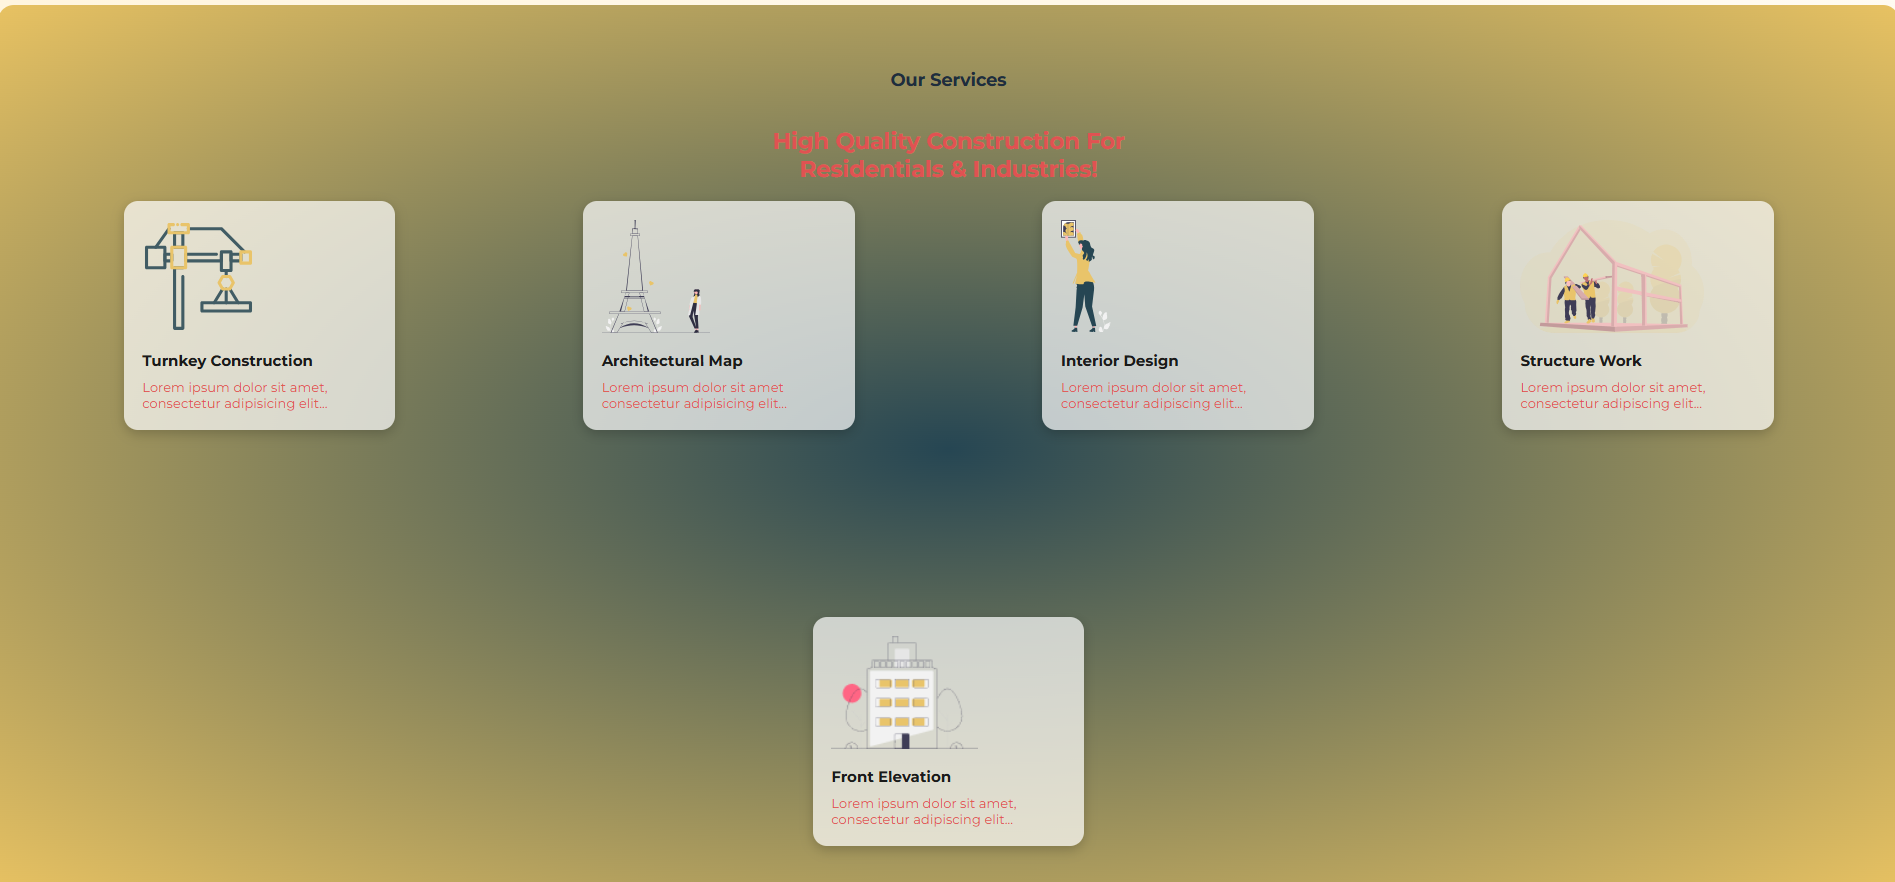 Our Services
High Quality Construction For
Residentials & Industries!
Turnkey Construction
Lorem ipsum dolor sit amet,
consectetur adipisicing elit...
Architectural Map
Lorem ipsum dolor sit amet
consectetur adipisicing elit...
Interior Design
Lorem ipsum dolor sit amet,
consectetur adipiscing elit...
Structure Work
Lorem ipsum dolor sit amet,
consectetur adipiscing elit...
Front Elevation
Lorem ipsum dolor sit amet,
consectetur adipiscing elit...